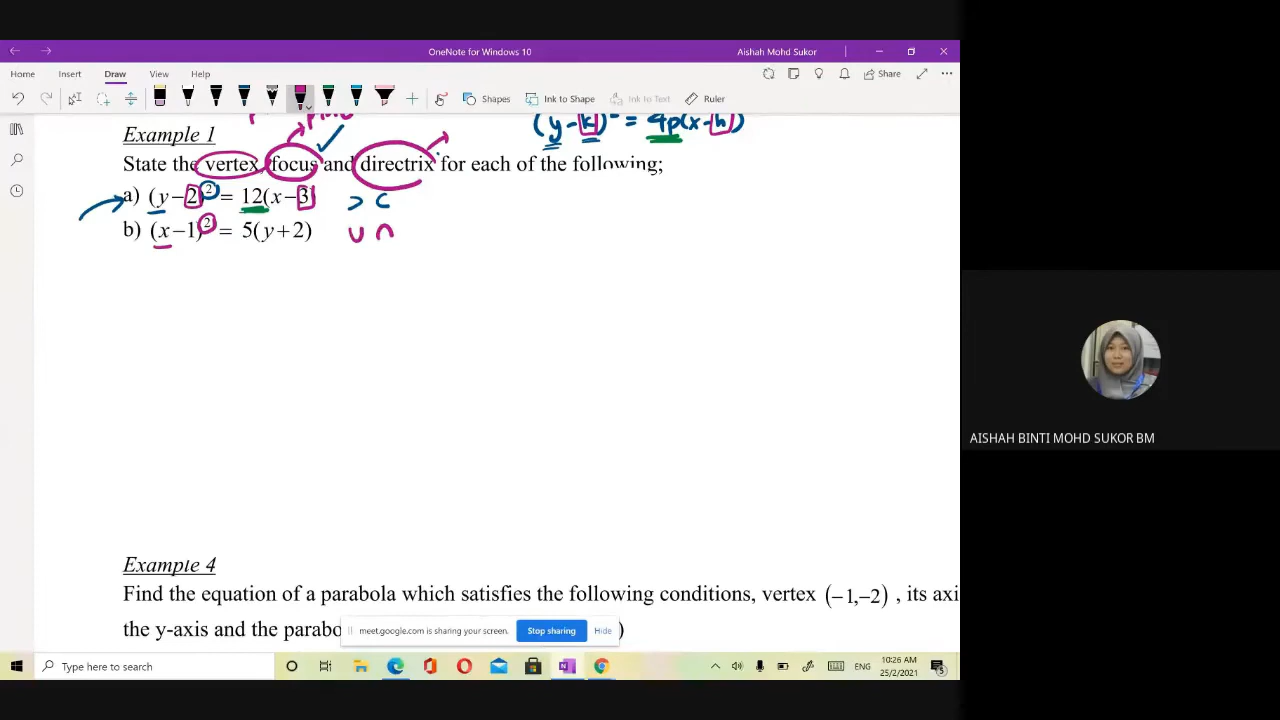 OneNote for Windows 10
Aishah Mohd Sukor
Home Insert Draw View Help
Share
Shapes Ink to Shape Ink to Text Ruler
(y-k)² = 4p(x-h)
Example 1
State the vertex, focus and directrix for each of the following;
a) (y−2)² = 12(x−3)
b) (x−1)² = 5(y+2)
AISHAH BINTI MOHD SUKOR BM
Example 4
Find the equation of a parabola which satisfies the following conditions, vertex (−1,−2) , its axi
the y-axis and the parabo
meet.google.com is sharing your screen.
Stop sharing
Hide
)
Type here to search
ENG
10:26 AM
25/2/2021
5